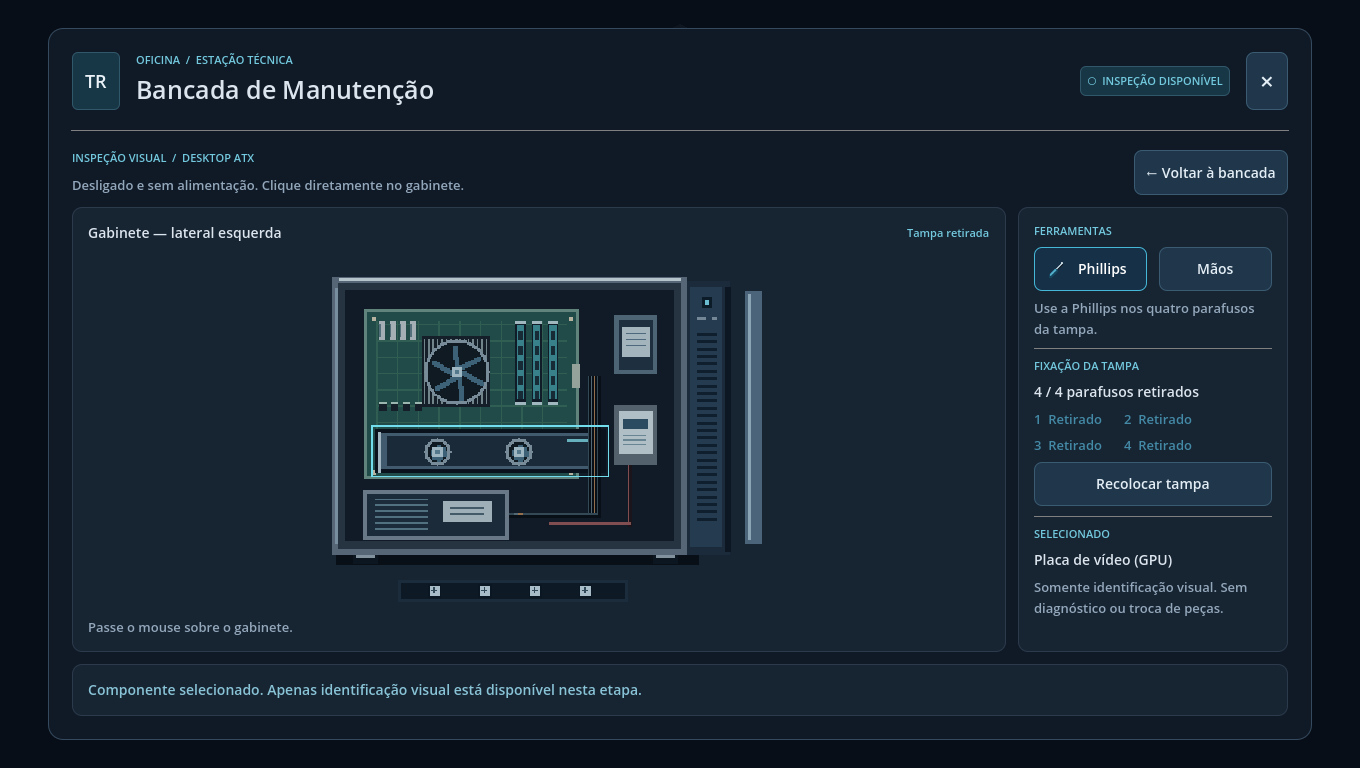 TR
OFICINA / ESTAÇÃO TÉCNICA
Bancada de Manutenção
INSPEÇÃO DISPONÍVEL
×
INSPEÇÃO VISUAL / DESKTOP ATX
Desligado e sem alimentação. Clique diretamente no gabinete.
← Voltar à bancada
Gabinete — lateral esquerda
Tampa retirada
FERRAMENTAS
Phillips
Mãos
Use a Phillips nos quatro parafusos
da tampa.
FIXAÇÃO DA TAMPA
4 / 4 parafusos retirados
1 Retirado 2 Retirado
3 Retirado 4 Retirado
Recolocar tampa
SELECIONADO
Placa de vídeo (GPU)
Somente identificação visual. Sem
diagnóstico ou troca de peças.
Passe o mouse sobre o gabinete.
Componente selecionado. Apenas identificação visual está disponível nesta etapa.